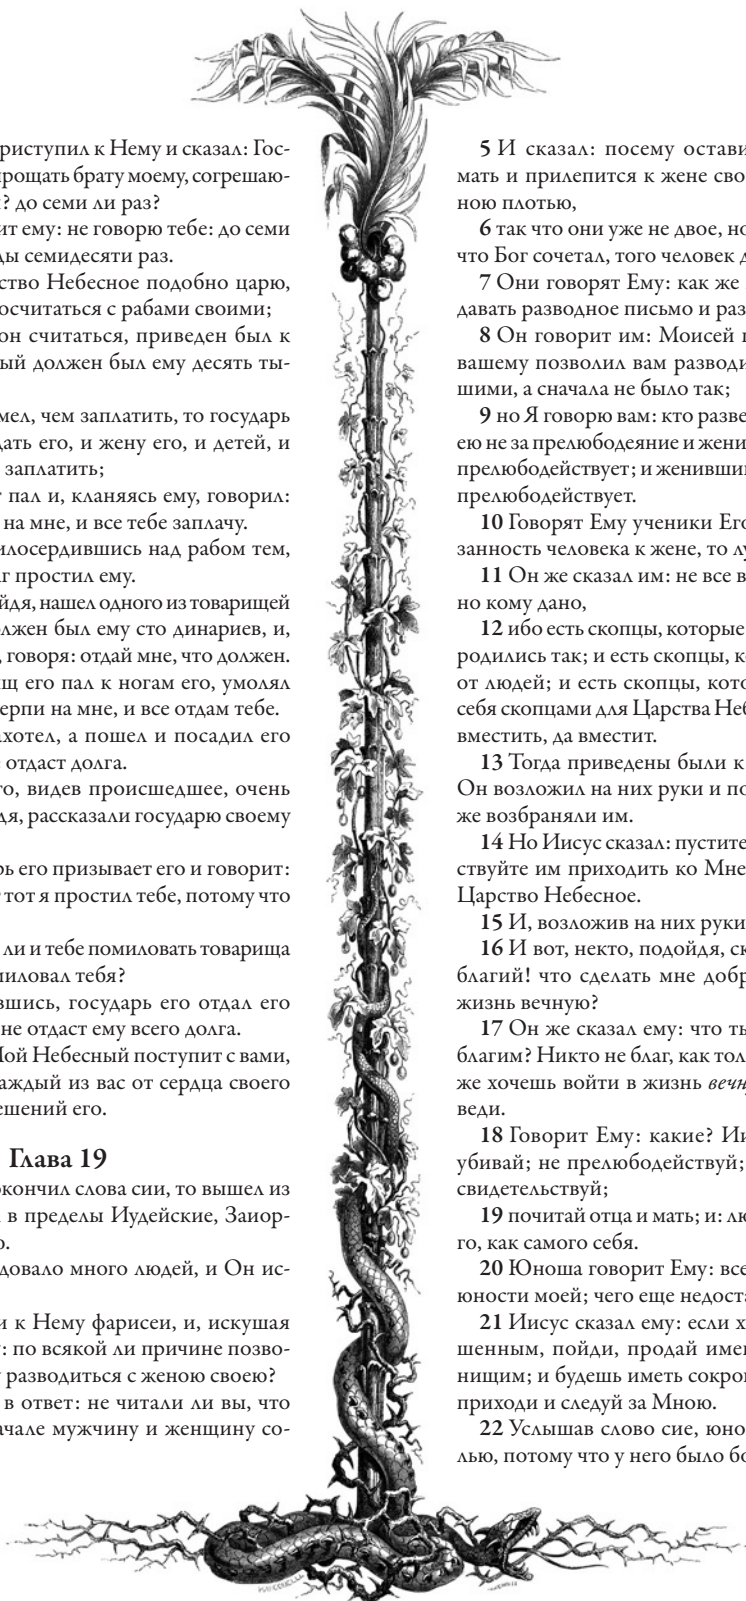 риступил к Нему и сказал: Гос-
рощать брату моему, согрешаю-
? до семи ли раз?
ит ему: не говорю тебе: до семи
ды семидесяти раз.
ство Небесное подобно царю,
осчитаться с рабами своими;
он считаться, приведен был к
ый должен был ему десять ты-
мел, чем заплатить, то государь
дать его, и жену его, и детей, и
заплатить;
пал и, кланяясь ему, говорил:
на мне, и все тебе заплачу.
илосердившись над рабом тем,
г простил ему.
йдя, нашел одного из товарищей
олжен был ему сто динариев, и,
, говоря: отдай мне, что должен.
щ его пал к ногам его, умолял
ерпи на мне, и все отдам тебе.
ахотел, а пошел и посадил его
отдаст долга.
го, видев происшедшее, очень
дя, рассказали государю своему
рь его призывает его и говорит:
тот я простил тебе, потому что
ли и тебе помиловать товарища
миловал тебя?
вшись, государь его отдал его
не отдаст ему всего долга.
Мой Небесный поступит с вами,
аждый из вас от сердца своего
ешений его.
Глава 19
окончил слова сии, то вышел из
в пределы Иудейские, Заиор-
ю.
довало много людей, и Он ис-
и к Нему фарисеи, и, искушая
: по всякой ли причине позво-
разводиться с женою своею?
в ответ: не читали ли вы, что
ачале мужчину и женщину со-
5 И сказал: посему остави
мать и прилепится к жене сво
ною плотью,
6 так что они уже не двое, но
что Бог сочетал, того человек д
7 Они говорят Ему: как же
давать разводное письмо и раз
8 Он говорит им: Моисей п
вашему позволил вам разводи
шими, а сначала не было так;
9 но Я говорю вам: кто разве
ею не за прелюбодеяние и жени
прелюбодействует; и женивши
прелюбодействует.
10 Говорят Ему ученики Его
занность человека к жене, то лу
11 Он же сказал им: не все в
но кому дано,
12 ибо есть скопцы, которые
родились так; и есть скопцы, к
от людей; и есть скопцы, кото
себя скопцами для Царства Неб
вместить, да вместит.
13 Тогда приведены были к
Он возложил на них руки и по
же возбраняли им.
14 Но Иисус сказал: пустите
ствуйте им приходить ко Мне
Царство Небесное.
15 И, возложив на них руки
16 И вот, некто, подойдя, ск
благий! что сделать мне добр
жизнь вечную?
17 Он же сказал ему: что ты
благим? Никто не благ, как тол
же хочешь войти в жизнь вечн
веди.
18 Говорит Ему: какие? Ии
убивай; не прелюбодействуй;
свидетельствуй;
19 почитай отца и мать; и: лю
го, как самого себя.
20 Юноша говорит Ему: все
юности моей; чего еще недоста
21 Иисус сказал ему: если х
шенным, пойди, продай имен
нищим; и будешь иметь сокров
приходи и следуй за Мною.
22 Услышав слово сие, юно
лью, потому что у него было бо